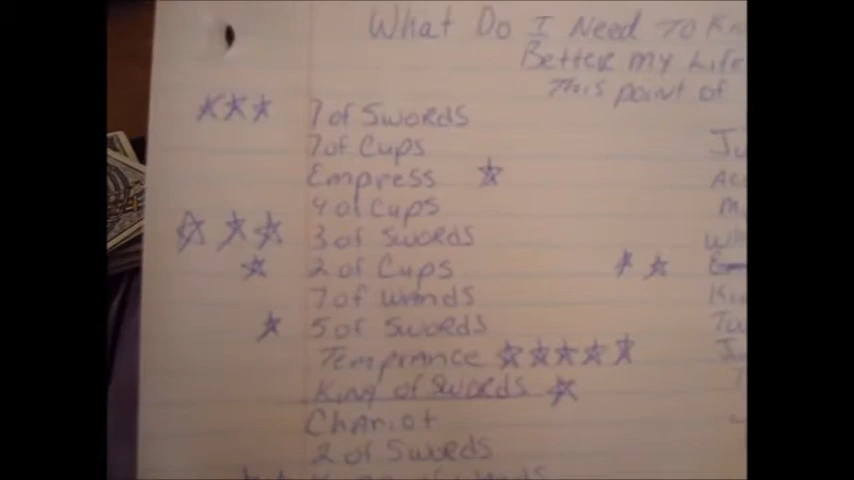 What Do I Need To
Better my Life
This point of
7 of Swords
7 of Cups
Empress
4 of Cups
3 of Swords
2 of Cups
7 of Wands
5 of Swords
Temprance
King of Swords
Chariot
2 of Swords